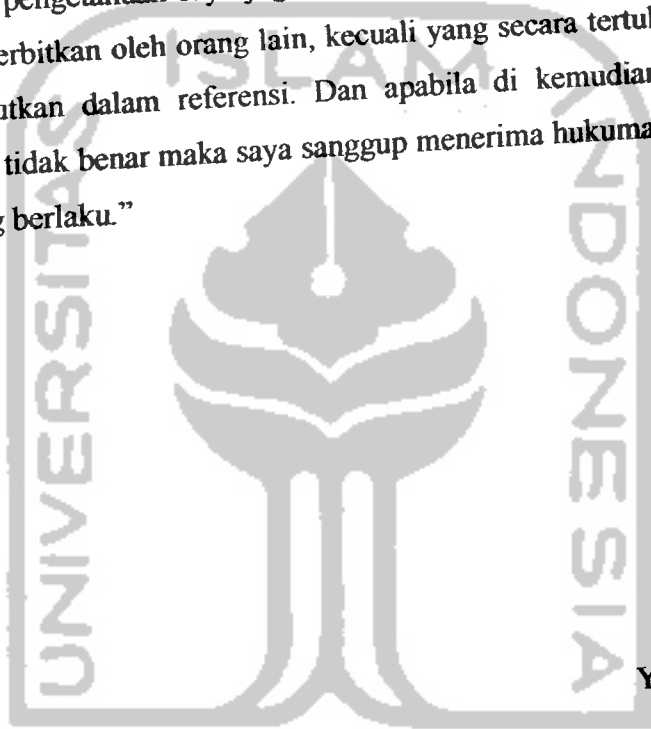 erbitkan oleh orang lain, kecuali yang secara tertul
utkan dalam referensi. Dan apabila di kemudian
tidak benar maka saya sanggup menerima hukuma
g berlaku.”
UNIVERSITAS
ISLAM
INDONESIA
Y